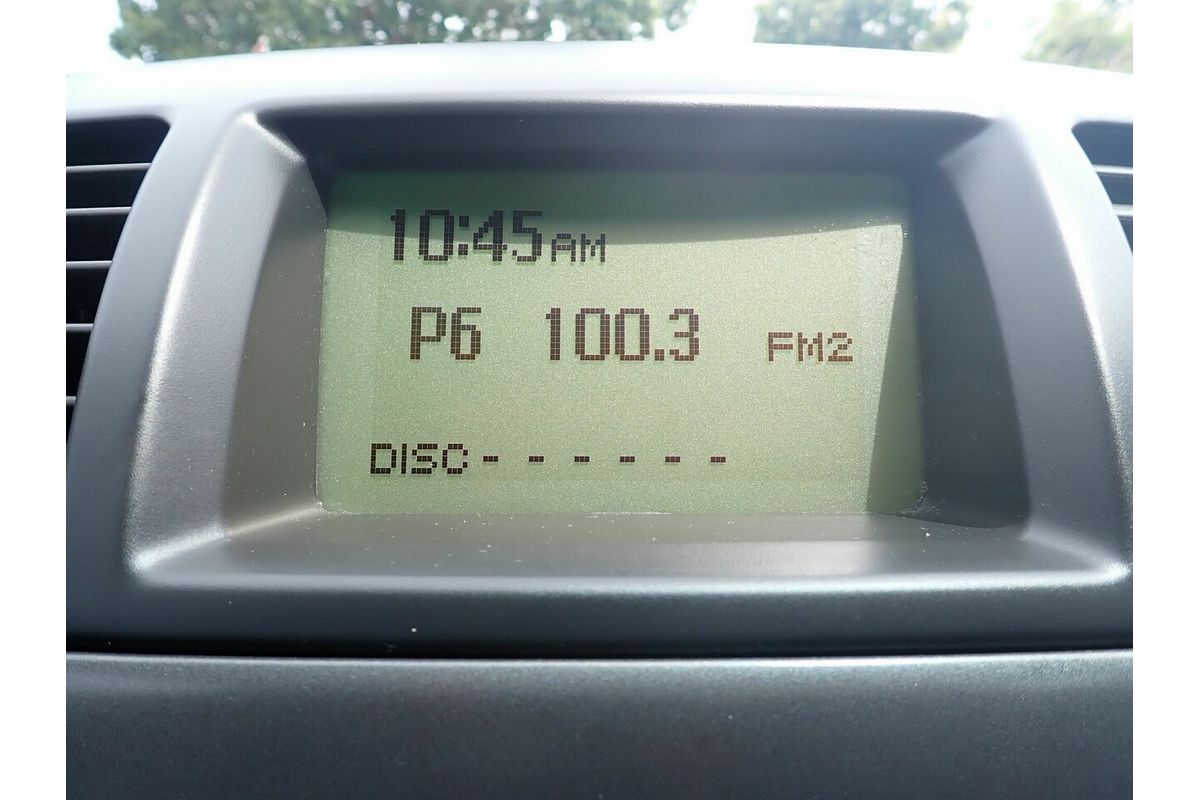 10:45AM
P6 100.3 FM2
DISC - - - - - -